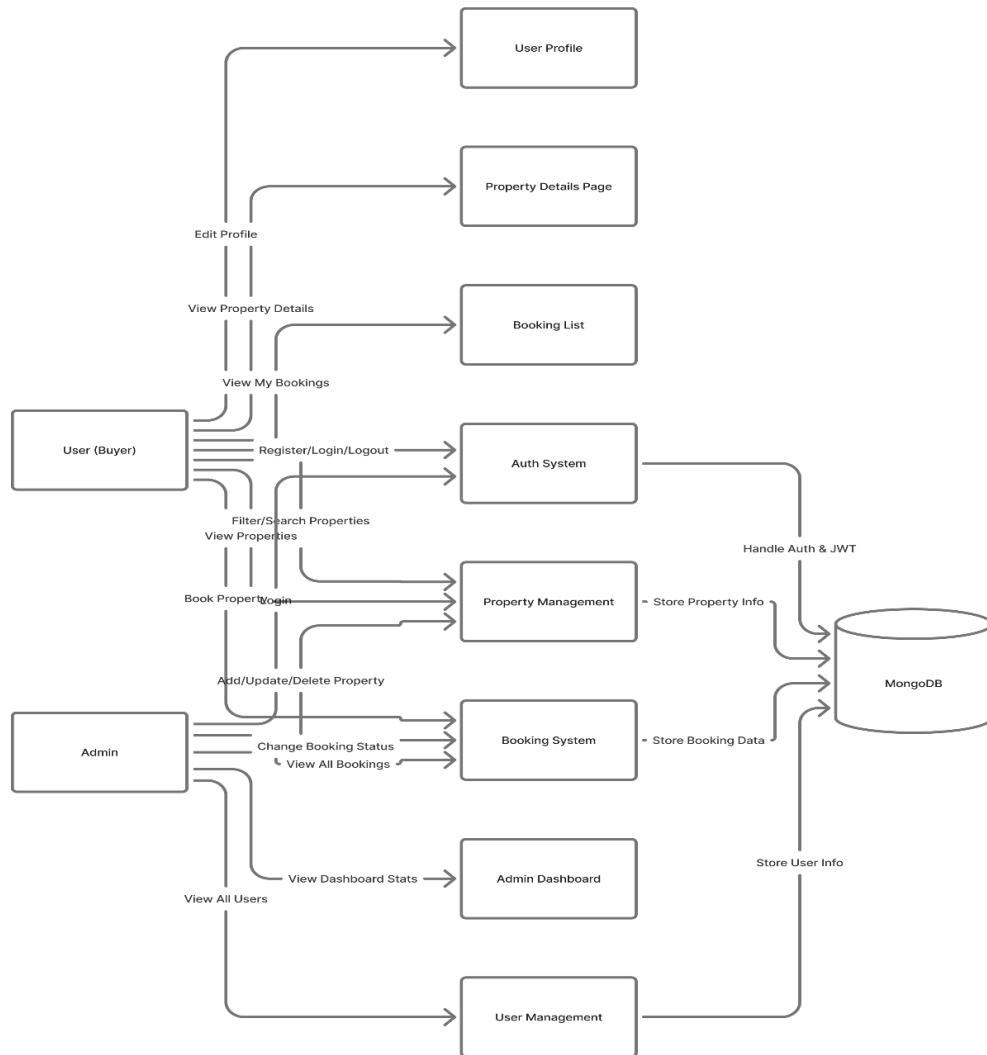 User Profile
Property Details Page
Edit Profile
View Property Details
Booking List
View My Bookings
User (Buyer)
Register/Login/Logout
Auth System
Filter/Search Properties
View Properties
Handle Auth & JWT
Book Property
Login
Property Management
Store Property Info
Add/Update/Delete Property
MongoDB
Admin
Change Booking Status
View All Bookings
Booking System
Store Booking Data
Store User Info
View Dashboard Stats
Admin Dashboard
View All Users
User Management